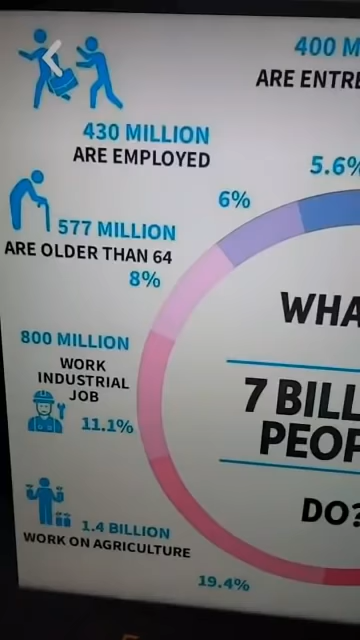 400 M
ARE ENTRE
430 MILLION
ARE EMPLOYED
5.6%
6%
577 MILLION
ARE OLDER THAN 64
8%
800 MILLION
WORK
INDUSTRIAL
JOB
11.1%
1.4 BILLION
WORK ON AGRICULTURE
19.4%
WHA
7 BILL
PEOP
DO?